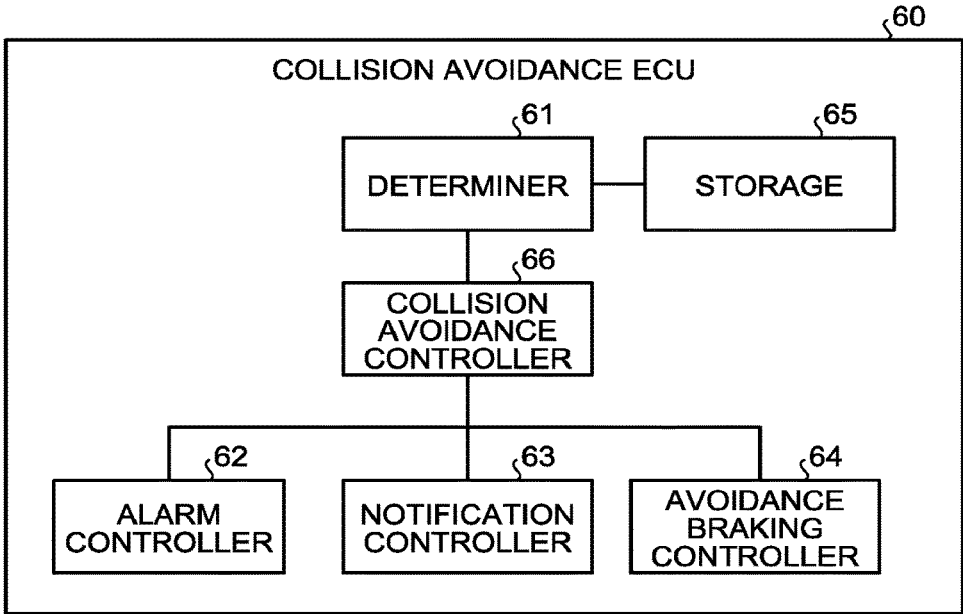 60
COLLISION AVOIDANCE ECU
61
DETERMINER
65
STORAGE
66
COLLISION
AVOIDANCE
CONTROLLER
62
ALARM
CONTROLLER
63
NOTIFICATION
CONTROLLER
64
AVOIDANCE
BRAKING
CONTROLLER